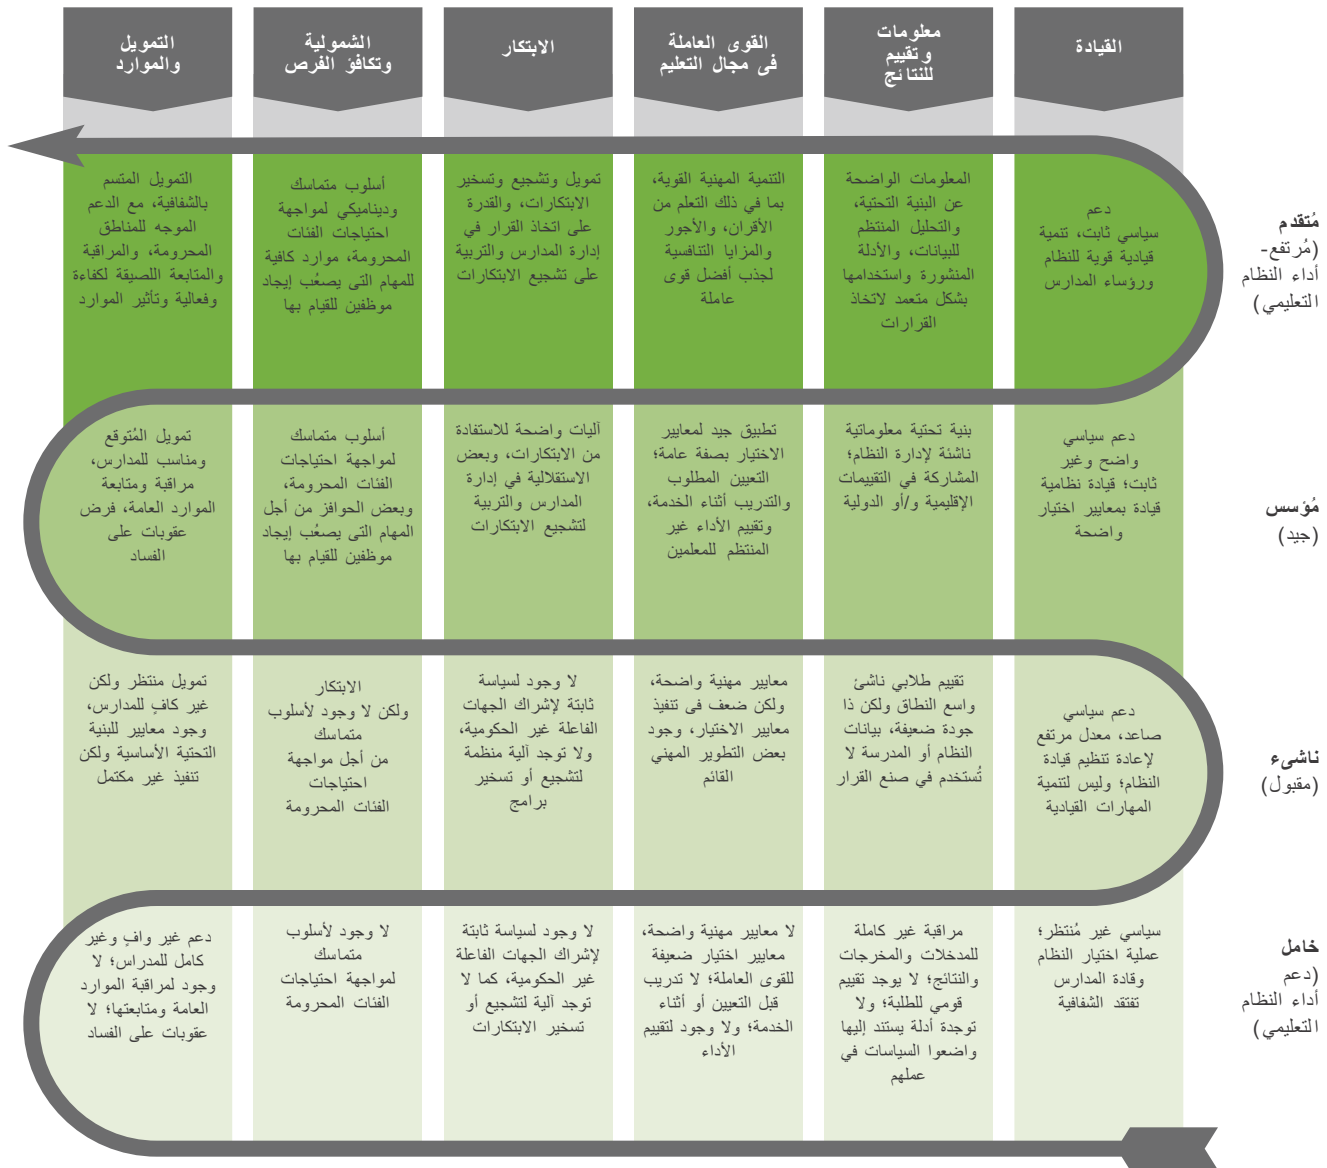 القيادة
معلومات
وتقييم
للنتائج
القوى العاملة
فى مجال التعليم
الابتكار
الشمولية
وتكافؤ الفرص
التمويل
والموارد
مُتقدم
(مُرتفع-
أداء النظام
التعليمي)
دعم
سياسي ثابت، تنمية
قيادية قوية للنظام
ورؤساء المدارس
المعلومات الواضحة
عن البنية التحتية،
والتحليل المنتظم
للبيانات، والأدلة
المنشورة واستخدامها
بشكل متعمد لاتخاذ
القرارات
التنمية المهنية القوية،
بما في ذلك التعلم من
الأقران، والأجور
والمزايا التنافسية
لجذب أفضل قوى
عاملة
تمويل وتشجيع وتسخير
الابتكارات، والقدرة
على اتخاذ القرار في
إدارة المدارس والتربية
على تشجيع الابتكارات
أسلوب متماسك
وديناميكي لمواجهة
احتياجات الفئات
المحرومة، موارد كافية
للمهام التى يصعُب إيجاد
موظفين للقيام بها
التمويل المتسم
بالشفافية، مع الدعم
الموجه للمناطق
المحرومة، والمراقبة
والمتابعة اللصيقة لكفاءة
وفعالية وتأثير الموارد
مُؤسس
(جيد)
دعم سياسي
واضح وغير
ثابت؛ قيادة نظامية
قيادة بمعايير اختيار
واضحة
بنية تحتية معلوماتية
ناشئة لإدارة النظام؛
المشاركة في التقييمات
الإقليمية و/أو الدولية
تطبيق جيد لمعايير
الاختيار بصفة عامة؛
التعيين المطلوب
والتدريب أثناء الخدمة،
وتقييم الأداء غير
المنتظم للمعلمين
آليات واضحة للاستفادة
من الابتكارات، وبعض
الاستقلالية في إدارة
المدارس والتربية
لتشجيع الابتكارات
أسلوب متماسك
لمواجهة احتياجات
الفئات المحرومة،
وبعض الحوافز من أجل
المهام التى يصعُب إيجاد
موظفين للقيام بها
تمويل المُتوقع
ومناسب للمدارس،
مراقبة ومتابعة
الموارد العامة، فرض
عقوبات على
الفساد
ناشىء
(مقبول)
دعم سياسي
صاعد، معدل مرتفع
لإعادة تنظيم قيادة
النظام؛ وليس لتنمية
المهارات القيادية
تقييم طلابي ناشئ
واسع النطاق ولكن ذا
جودة ضعيفة، بيانات
النظام أو المدرسة لا
تُستخدم في صنع القرار
معايير مهنية واضحة،
ولكن ضعف فى تنفيذ
معايير الاختيار، وجود
بعض التطوير المهني
القائم
لا وجود لسياسة
ثابتة لإشراك الجهات
الفاعلة غير الحكومية،
ولا توجد آلية منظمة
لتشجيع أو تسخير
برامج
الابتكار
ولكن لا وجود لأسلوب
متماسك
من أجل مواجهة
احتياجات
الفئات المحرومة
تمويل منتظر ولكن
غير كافٍ للمدارس،
وجود معايير للبنية
التحتية الأساسية ولكن
تنفيذ غير مكتمل
خامل
(دعم
أداء النظام
التعليمي)
سياسي غير مُنتظر؛
عملية اختيار النظام
وقادة المدارس
تفتقد الشفافية
مراقبة غير كاملة
للمدخلات والمخرجات
والنتائج؛ لا يوجد تقييم
قومي للطلبة؛ ولا
توجدة أدلة يستند إليها
واضعوا السياسات في
عملهم
لا معايير مهنية واضحة،
معايير اختيار ضعيفة
للقوى العاملة؛ لا تدريب
قبل التعيين أو أثناء
الخدمة؛ ولا وجود لتقييم
الأداء
لا وجود لسياسة ثابتة
لإشراك الجهات الفاعلة
غير الحكومية، كما لا
توجد آلية لتشجيع أو
تسخير الابتكارات
لا وجود لأسلوب
متماسك
لمواجهة احتياجات
الفئات المحرومة
دعم غير وافٍ وغير
كامل للمدراس؛ لا
وجود لمراقبة الموارد
العامة ومتابعتها؛ لا
عقوبات على الفساد